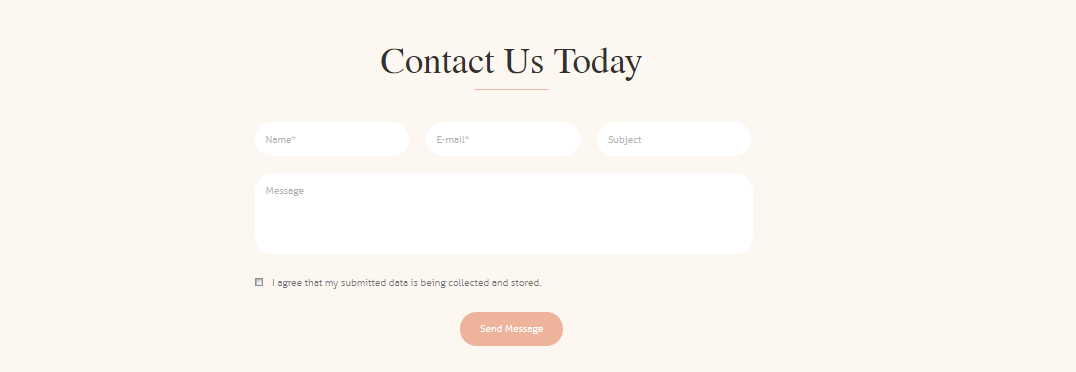 Contact Us Today
Name* E-mail* Subject
Message
I agree that my submitted data is being collected and stored.
Send Message